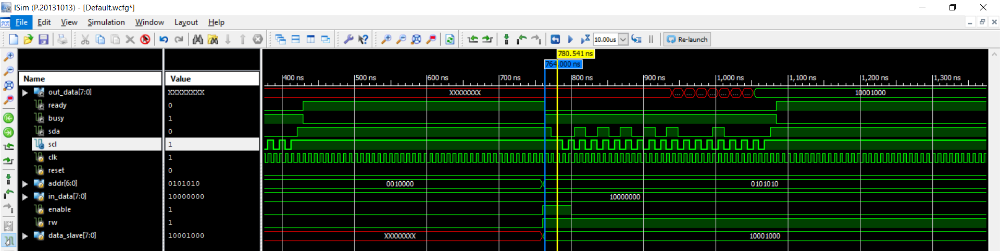 ISim (P.20131013) - [Default.wcfg*]
File Edit View Simulation Window Layout Help
10.00us Re-launch
780.541 ns
764.000 ns
400 ns 500 ns 600 ns 700 ns 800 ns 900 ns 1,000 ns 1,100 ns 1,200 ns 1,300 ns
Name Value
out_data[7:0] XXXXXXXX XXXXXXXX ... ... ... ... ... ... ... 10001000
ready 0
busy 1
sda 0
scl 1
clk 1
reset 0
addr[6:0] 0101010 0010000 0101010
in_data[7:0] 10000000 10000000
enable 1
rw 1
data_slave[7:0] 10001000 XXXXXXXX 10001000